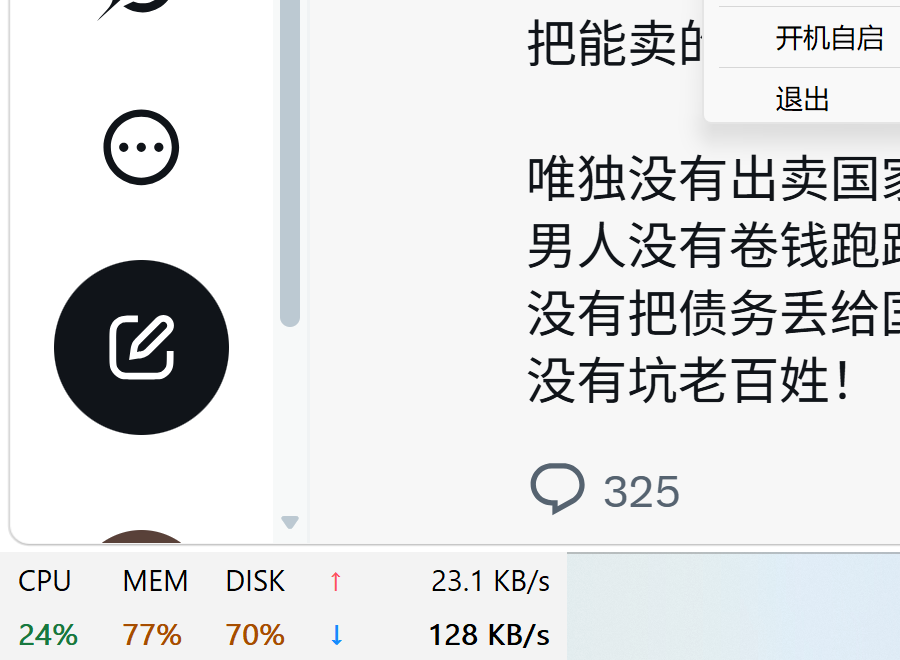 把能卖的
开机自启
退出
唯独没有出卖国家
男人没有卷钱跑路
没有把债务丢给国
没有坑老百姓！
325
CPU MEM DISK ↑ 23.1 KB/s
24% 77% 70% ↓ 128 KB/s